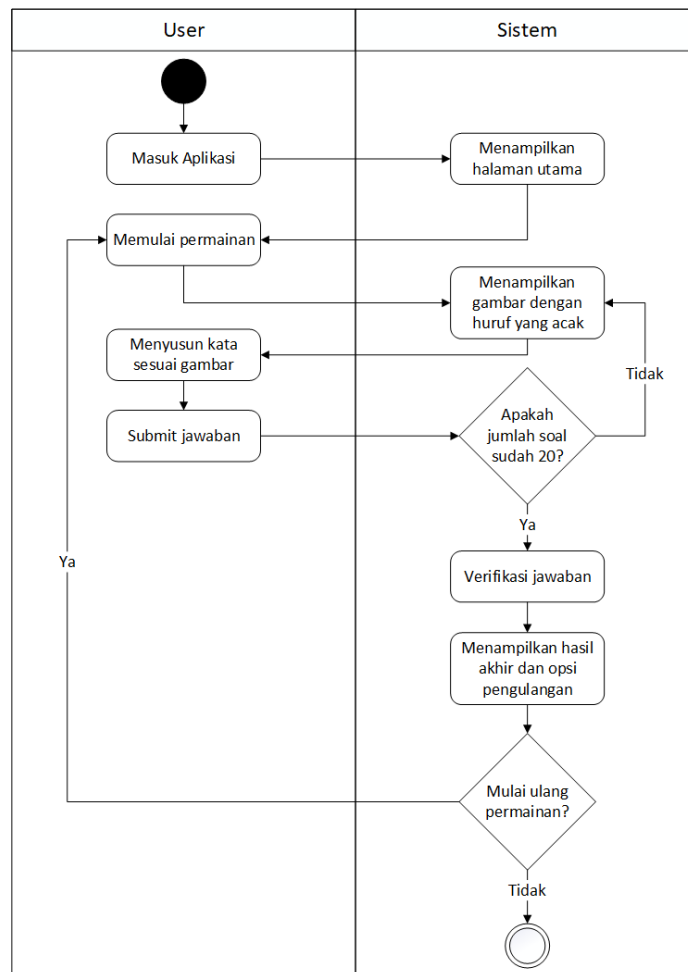 User
Sistem
Masuk Aplikasi
Menampilkan
halaman utama
Memulai permainan
Menampilkan
gambar dengan
huruf yang acak
Menyusun kata
sesuai gambar
Tidak
Submit jawaban
Apakah
jumlah soal
sudah 20?
Ya
Ya
Verifikasi jawaban
Menampilkan hasil
akhir dan opsi
pengulangan
Mulai ulang
permainan?
Tidak